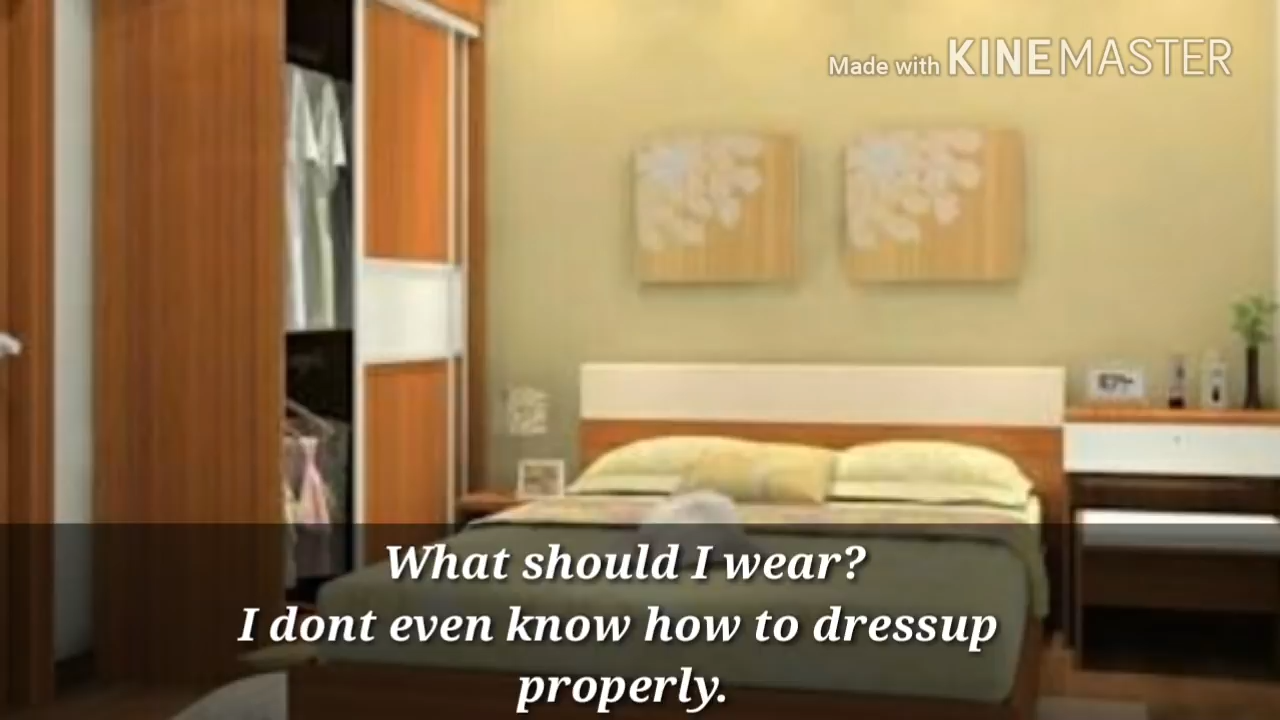 Made with KINEMASTER
What should I wear?
I dont even know how to dressup
properly.